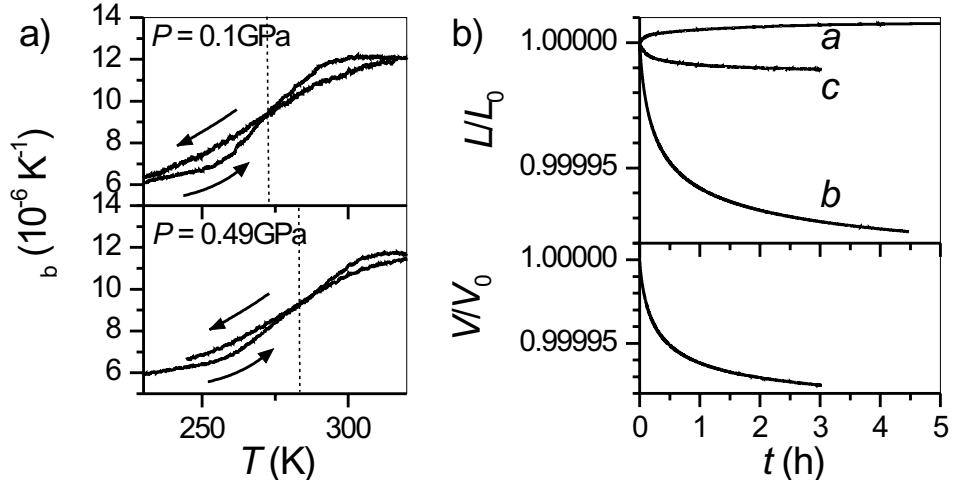 a)
P = 0.1GPa
14
12
10
8
6
14
P = 0.49GPa
12
10
8
6
b (10-6 K-1)
250
300
T (K)
b)
1.00000
0.99995
L/L0
a
c
b
1.00000
0.99995
V/V0
0
1
2
3
4
5
t (h)